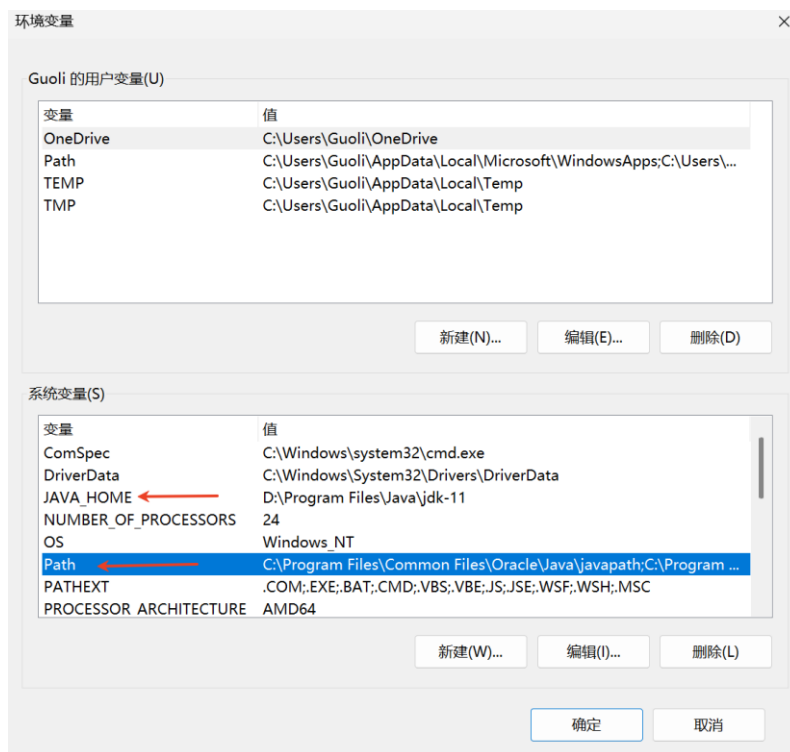 环境变量
Guoli 的用户变量(U)
变量 值
OneDrive C:\Users\Guoli\OneDrive
Path C:\Users\Guoli\AppData\Local\Microsoft\WindowsApps;C:\Users\...
TEMP C:\Users\Guoli\AppData\Local\Temp
TMP C:\Users\Guoli\AppData\Local\Temp
新建(N)... 编辑(E)... 删除(D)
系统变量(S)
变量 值
ComSpec C:\Windows\system32\cmd.exe
DriverData C:\Windows\System32\Drivers\DriverData
JAVA_HOME D:\Program Files\Java\jdk-11
NUMBER_OF_PROCESSORS 24
OS Windows_NT
Path C:\Program Files\Common Files\Oracle\Java\javapath;C:\Program ...
PATHEXT .COM;.EXE;.BAT;.CMD;.VBS;.VBE;.JS;.JSE;.WSF;.WSH;.MSC
PROCESSOR_ARCHITECTURE AMD64
新建(W)... 编辑(I)... 删除(L)
确定 取消